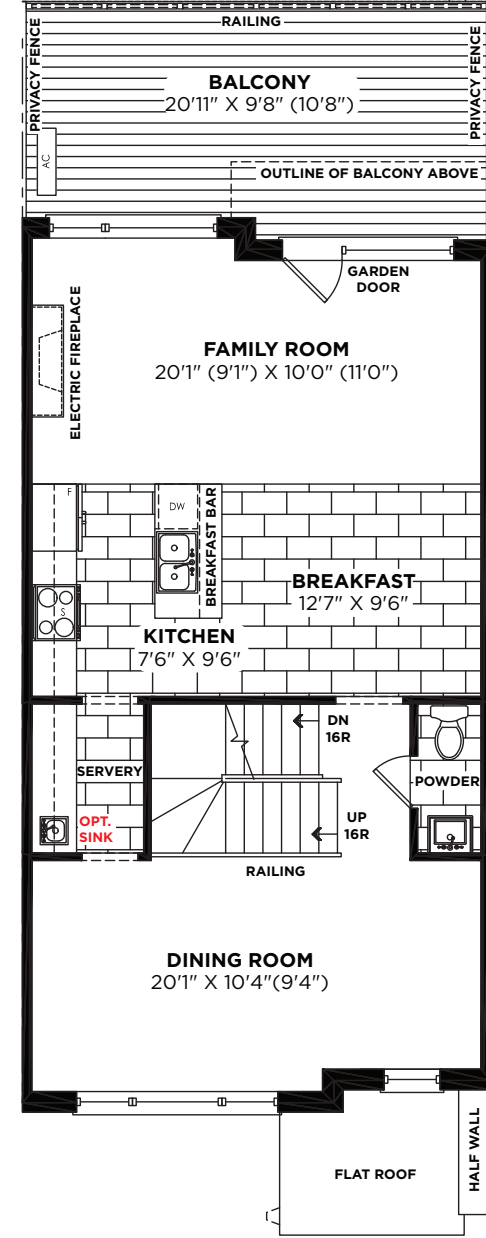 RAILING
PRIVACY FENCE
PRIVACY FENCE
BALCONY
20'11" X 9'8" (10'8")
AC
OUTLINE OF BALCONY ABOVE
GARDEN
DOOR
ELECTRIC FIREPLACE
FAMILY ROOM
20'1" (9'1") X 10'0" (11'0")
F
DW
BREAKFAST BAR
S
BREAKFAST
12'7" X 9'6"
KITCHEN
7'6" X 9'6"
DN
16R
SERVERY
POWDER
OPT.
SINK
UP
16R
RAILING
DINING ROOM
20'1" X 10'4"(9'4")
FLAT ROOF
HALF WALL